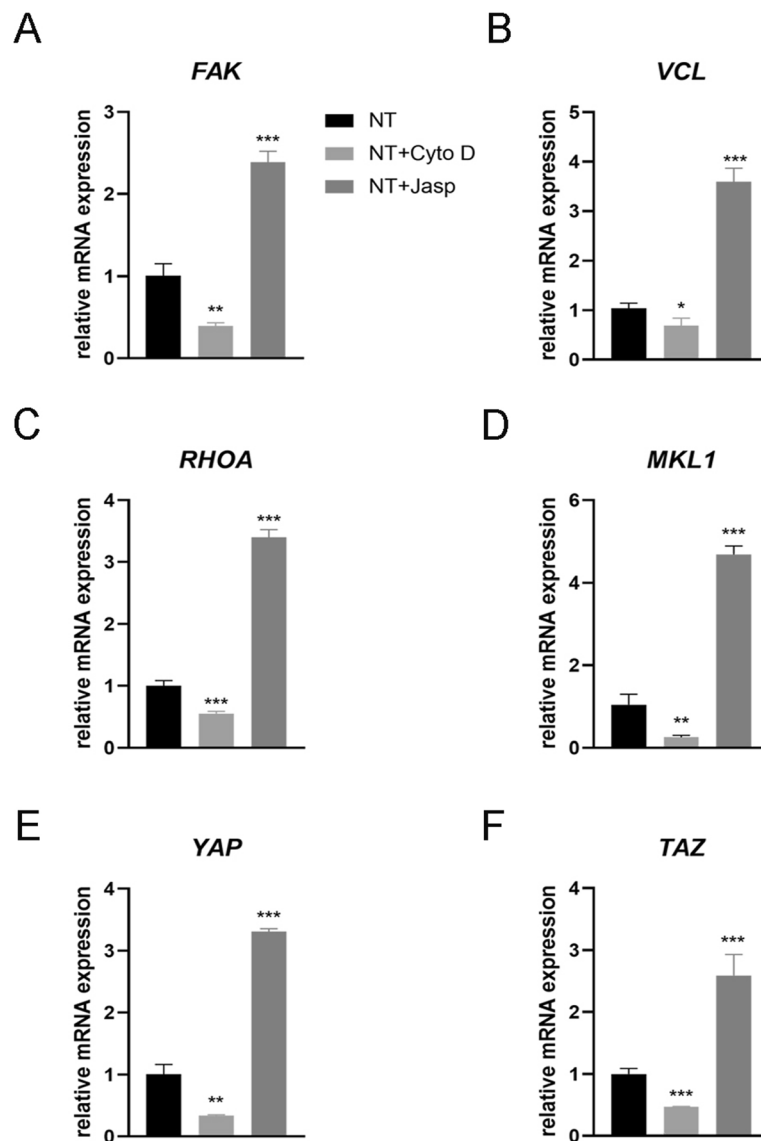 A
FAK
relative mRNA expression
3
2
1
0
**
***
NT
NT+Cyto D
NT+Jasp
B
VCL
relative mRNA expression
5
4
3
2
1
0
*
***
C
RHOA
relative mRNA expression
4
3
2
1
0
***
***
D
MKL1
relative mRNA expression
6
4
2
0
**
***
E
YAP
relative mRNA expression
4
3
2
1
0
**
***
F
TAZ
relative mRNA expression
4
3
2
1
0
***
***